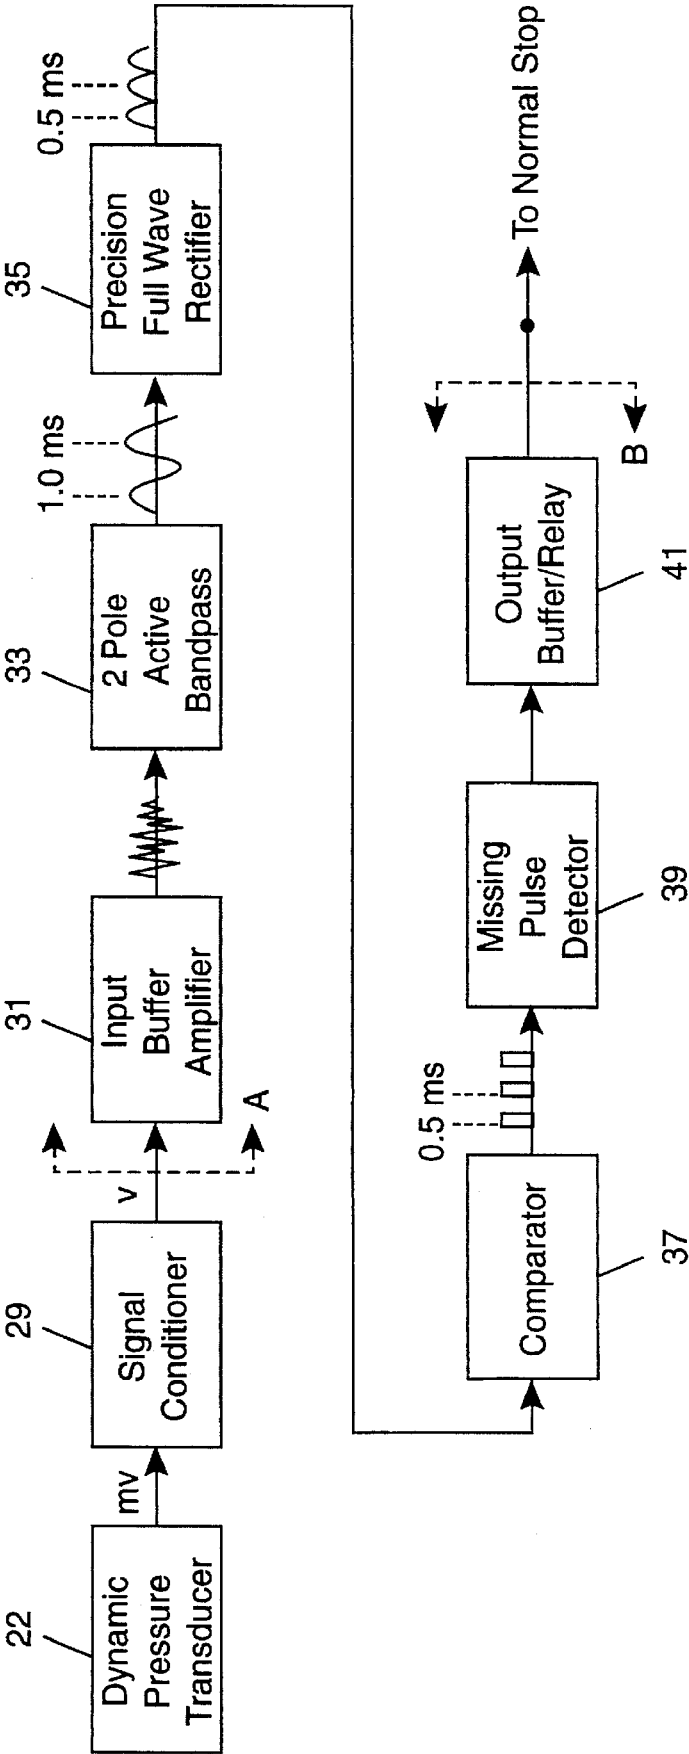 22
Dynamic
Pressure
Transducer
mv
29
Signal
Conditioner
v
A
31
Input
Buffer
Amplifier
33
2 Pole
Active
Bandpass
1.0 ms
35
Precision
Full Wave
Rectifier
0.5 ms
Comparator
37
0.5 ms
Missing
Pulse
Detector
39
Output
Buffer/Relay
41
B
To Normal Stop